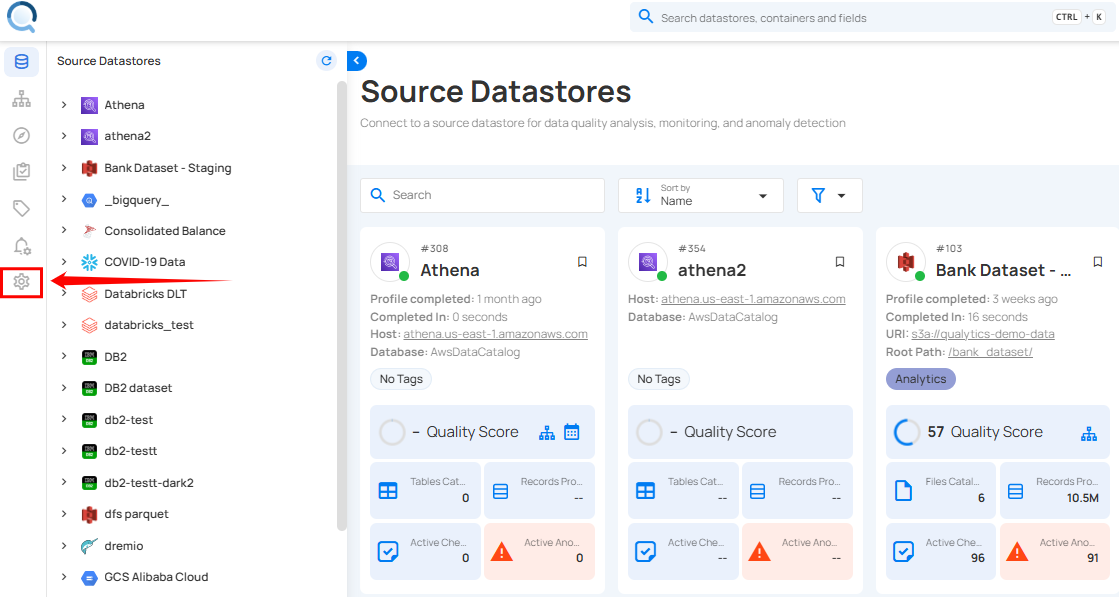 Search datastores, containers and fields
CTRL + K
Source Datastores
Athena
athena2
Bank Dataset - Staging
_bigquery_
Consolidated Balance
COVID-19 Data
Databricks DLT
databricks_test
DB2
DB2 dataset
db2-test
db2-testt
db2-testt-dark2
dfs parquet
dremio
GCS Alibaba Cloud
Source Datastores
Connect to a source datastore for data quality analysis, monitoring, and anomaly detection
Search
Sort by
Name
#308
Athena
Profile completed: 1 month ago
Completed In: 0 seconds
Host: athena.us-east-1.amazonaws.com
Database: AwsDataCatalog
No Tags
– Quality Score
Tables Cat...
0
Records Pro...
--
Active Che...
0
Active Ano...
0
#354
athena2
Host: athena.us-east-1.amazonaws.com
Database: AwsDataCatalog
No Tags
– Quality Score
Tables Cat...
--
Records Pro...
--
Active Che...
--
Active Ano...
--
#103
Bank Dataset - ...
Profile completed: 3 weeks ago
Completed In: 16 seconds
URI: s3a://qualytics-demo-data
Root Path: /bank_dataset/
Analytics
57 Quality Score
Files Catal...
6
Records Pro...
10.5M
Active Che...
96
Active Ano...
91